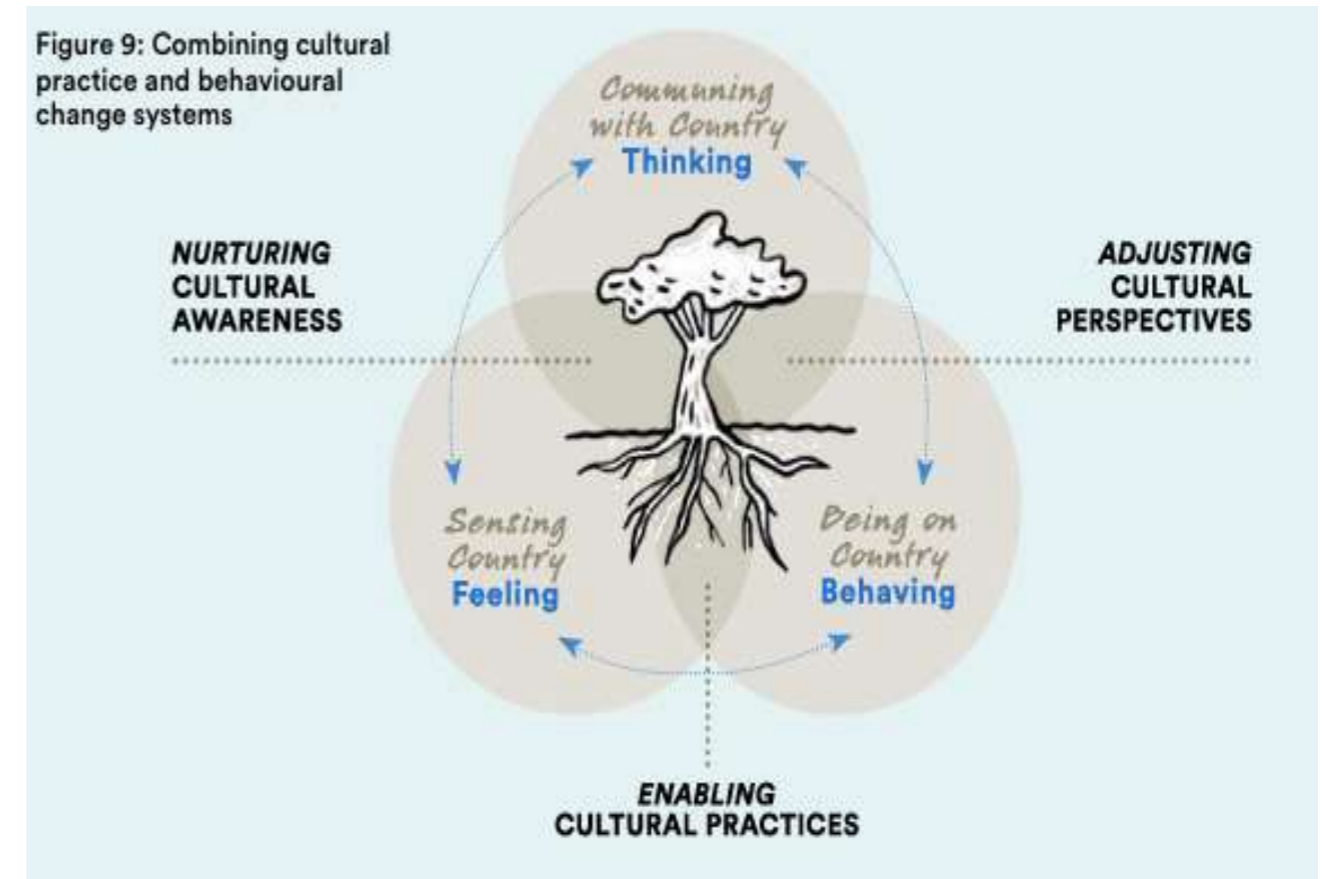 Figure 9: Combining cultural
practice and behavioural
change systems
Communing
with Country
Thinking
NURTURING
CULTURAL
AWARENESS
ADJUSTING
CULTURAL
PERSPECTIVES
Sensing
Country
Feeling
Being on
Country
Behaving
ENABLING
CULTURAL PRACTICES